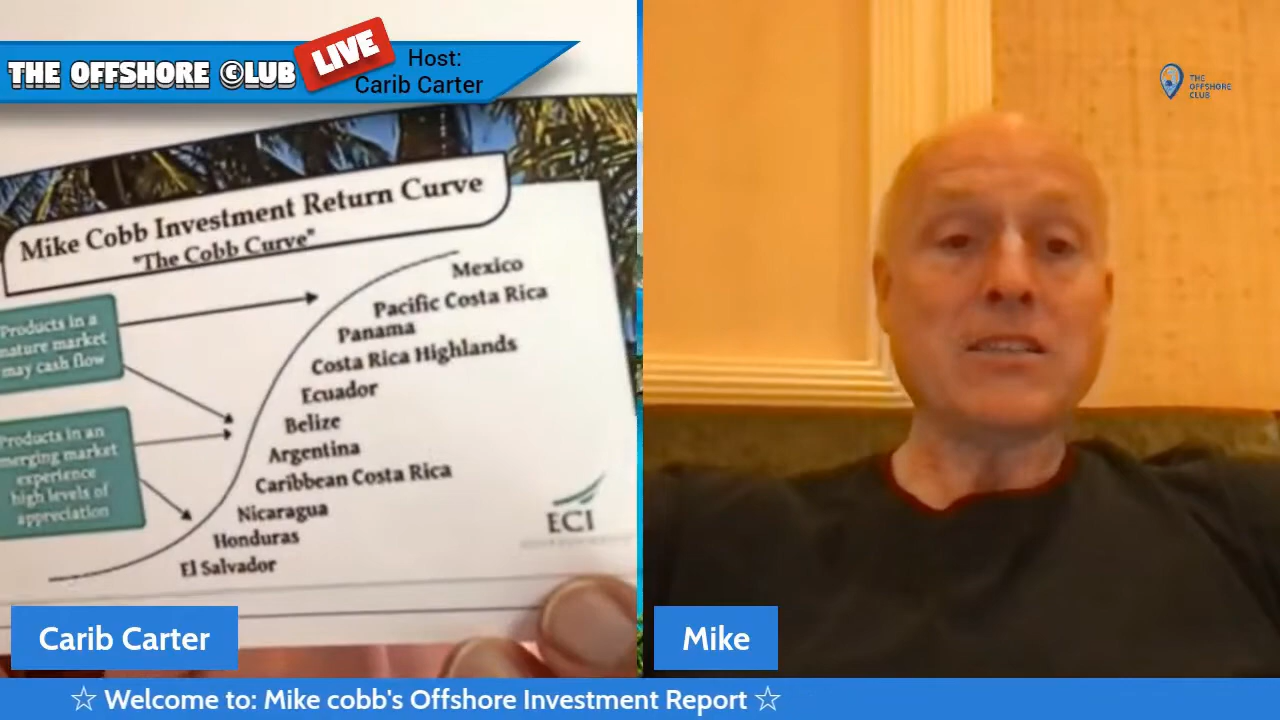 THE OFFSHORE CLUB
LIVE
Host:
Carib Carter
THE
OFFSHORE
CLUB
Mike Cobb Investment Return Curve
"The Cobb Curve"
Products in a
mature market
may cash flow
Products in an
emerging market
experience
high levels of
appreciation
Mexico
Pacific Costa Rica
Panama
Costa Rica Highlands
Ecuador
Belize
Argentina
Caribbean Costa Rica
Nicaragua
Honduras
El Salvador
ECI
Carib Carter
Mike
☆ Welcome to: Mike cobb's Offshore Investment Report ☆